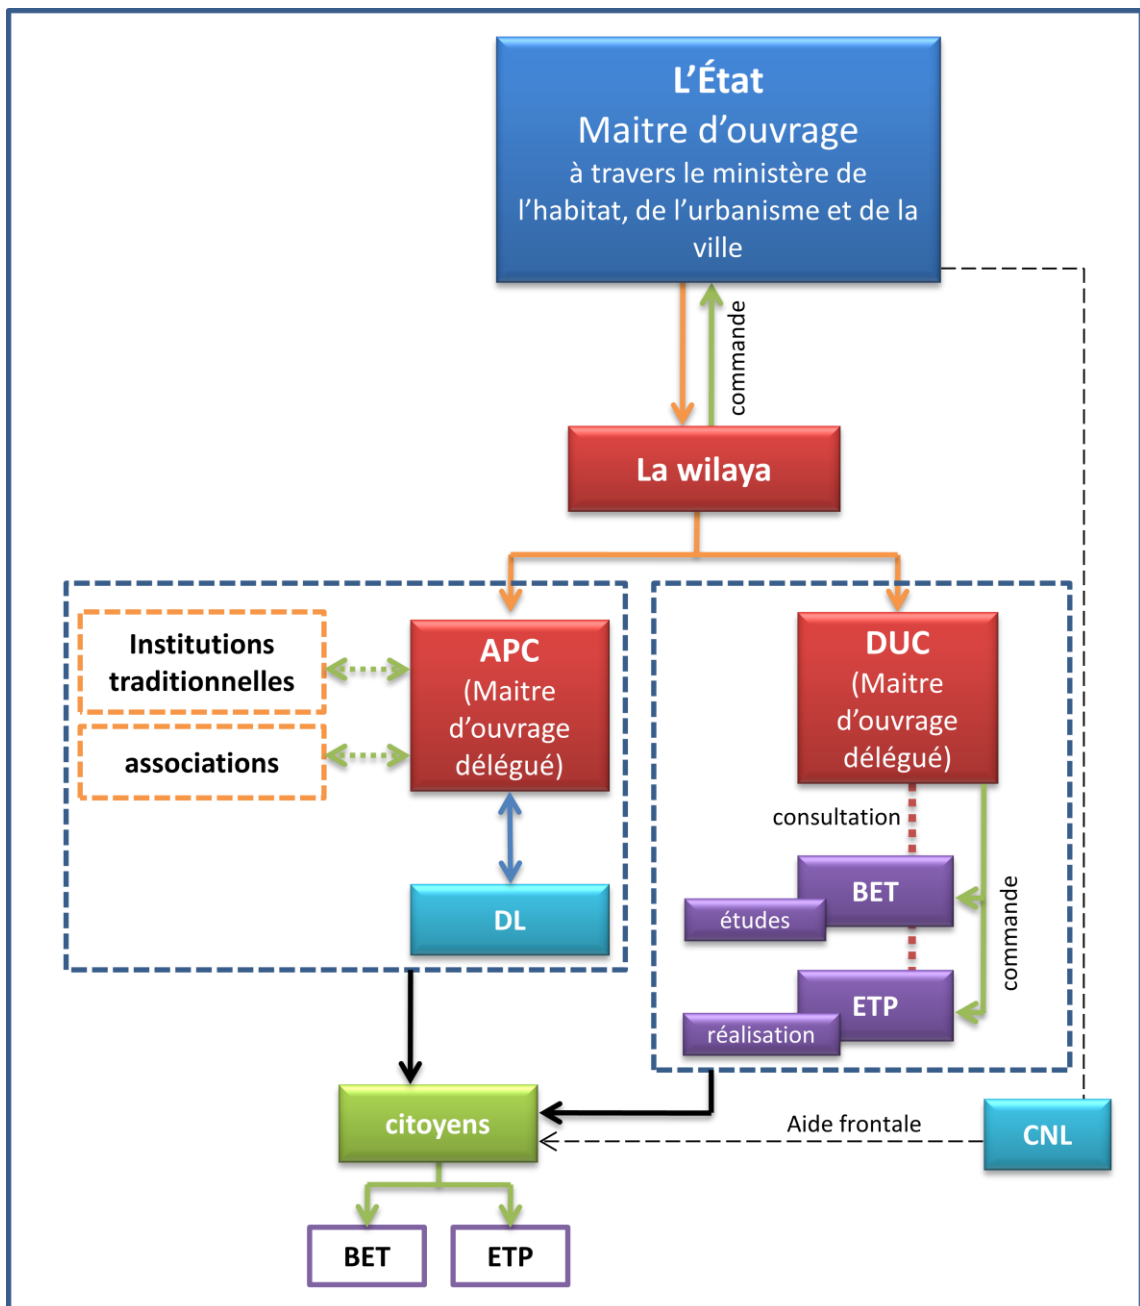 L’État
Maitre d’ouvrage
à travers le ministère de
l’habitat, de l’urbanisme et de la
ville
commande
La wilaya
Institutions
traditionnelles
associations
APC
(Maitre
d’ouvrage
délégué)
DL
DUC
(Maitre
d’ouvrage
délégué)
consultation
BET
études
commande
ETP
réalisation
citoyens
Aide frontale
CNL
BET
ETP